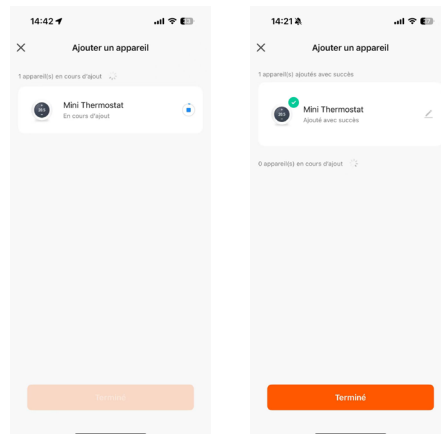 14:42
Ajouter un appareil
1 appareil(s) en cours d'ajout
Mini Thermostat
En cours d'ajout
Terminé
14:21
Ajouter un appareil
1 appareil(s) ajoutés avec succès
Mini Thermostat
Ajouté avec succès
0 appareil(s) en cours d'ajout
Terminé